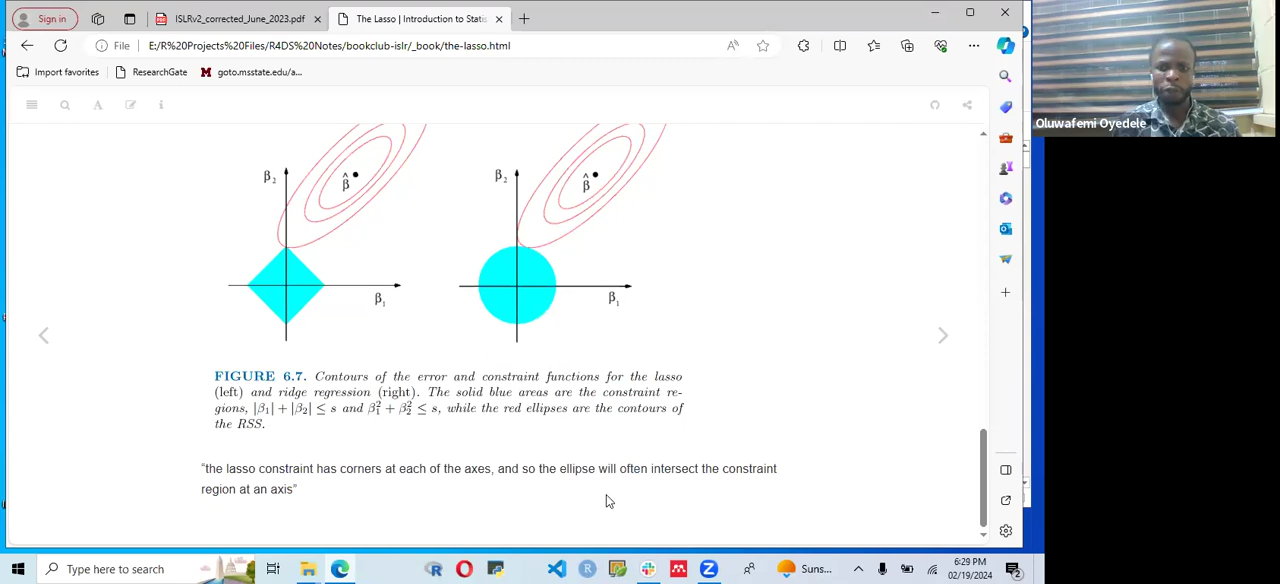 Sign in
ISLRv2_corrected_June_2023.pdf
The Lasso | Introduction to Statis
File
E:/R%20Projects%20Files/R4DS%20Notes/bookclub-islr/_book/the-lasso.html
Import favorites
ResearchGate
goto.msstate.edu/a...
Oluwafemi Oyedele
β2
β̂
β1
β2
β̂
β1
FIGURE 6.7. Contours of the error and constraint functions for the lasso
(left) and ridge regression (right). The solid blue areas are the constraint re-
gions, |β1| + |β2| ≤ s and β1² + β2² ≤ s, while the red ellipses are the contours of
the RSS.
“the lasso constraint has corners at each of the axes, and so the ellipse will often intersect the constraint
region at an axis”
Type here to search
Suns...
6:29 PM
02/19/2024